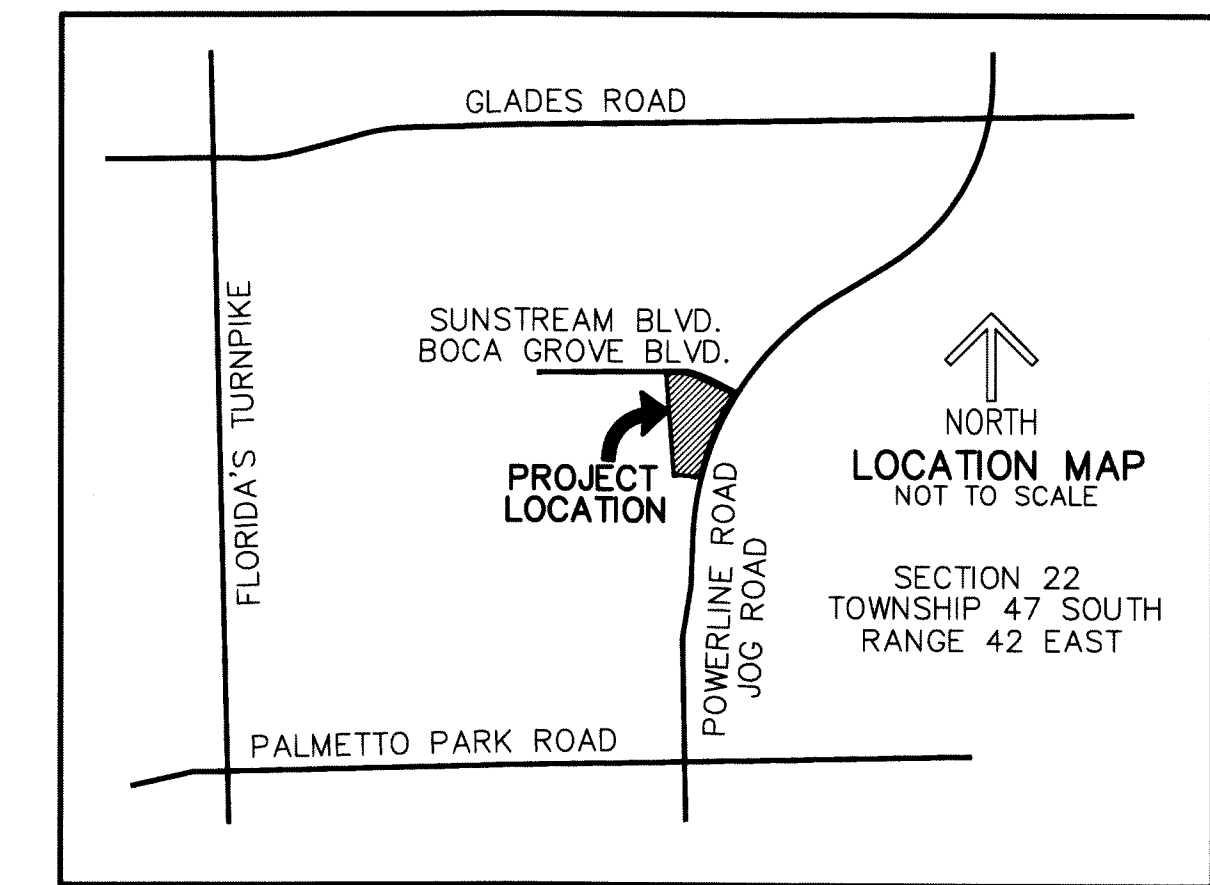 GLADES ROAD
SUNSTREAM BLVD.
BOCA GROVE BLVD.
FLORIDA'S TURNPIKE
PROJECT
LOCATION
POWERLINE ROAD
JOG ROAD
NORTH
LOCATION MAP
NOT TO SCALE
SECTION 22
TOWNSHIP 47 SOUTH
RANGE 42 EAST
PALMETTO PARK ROAD